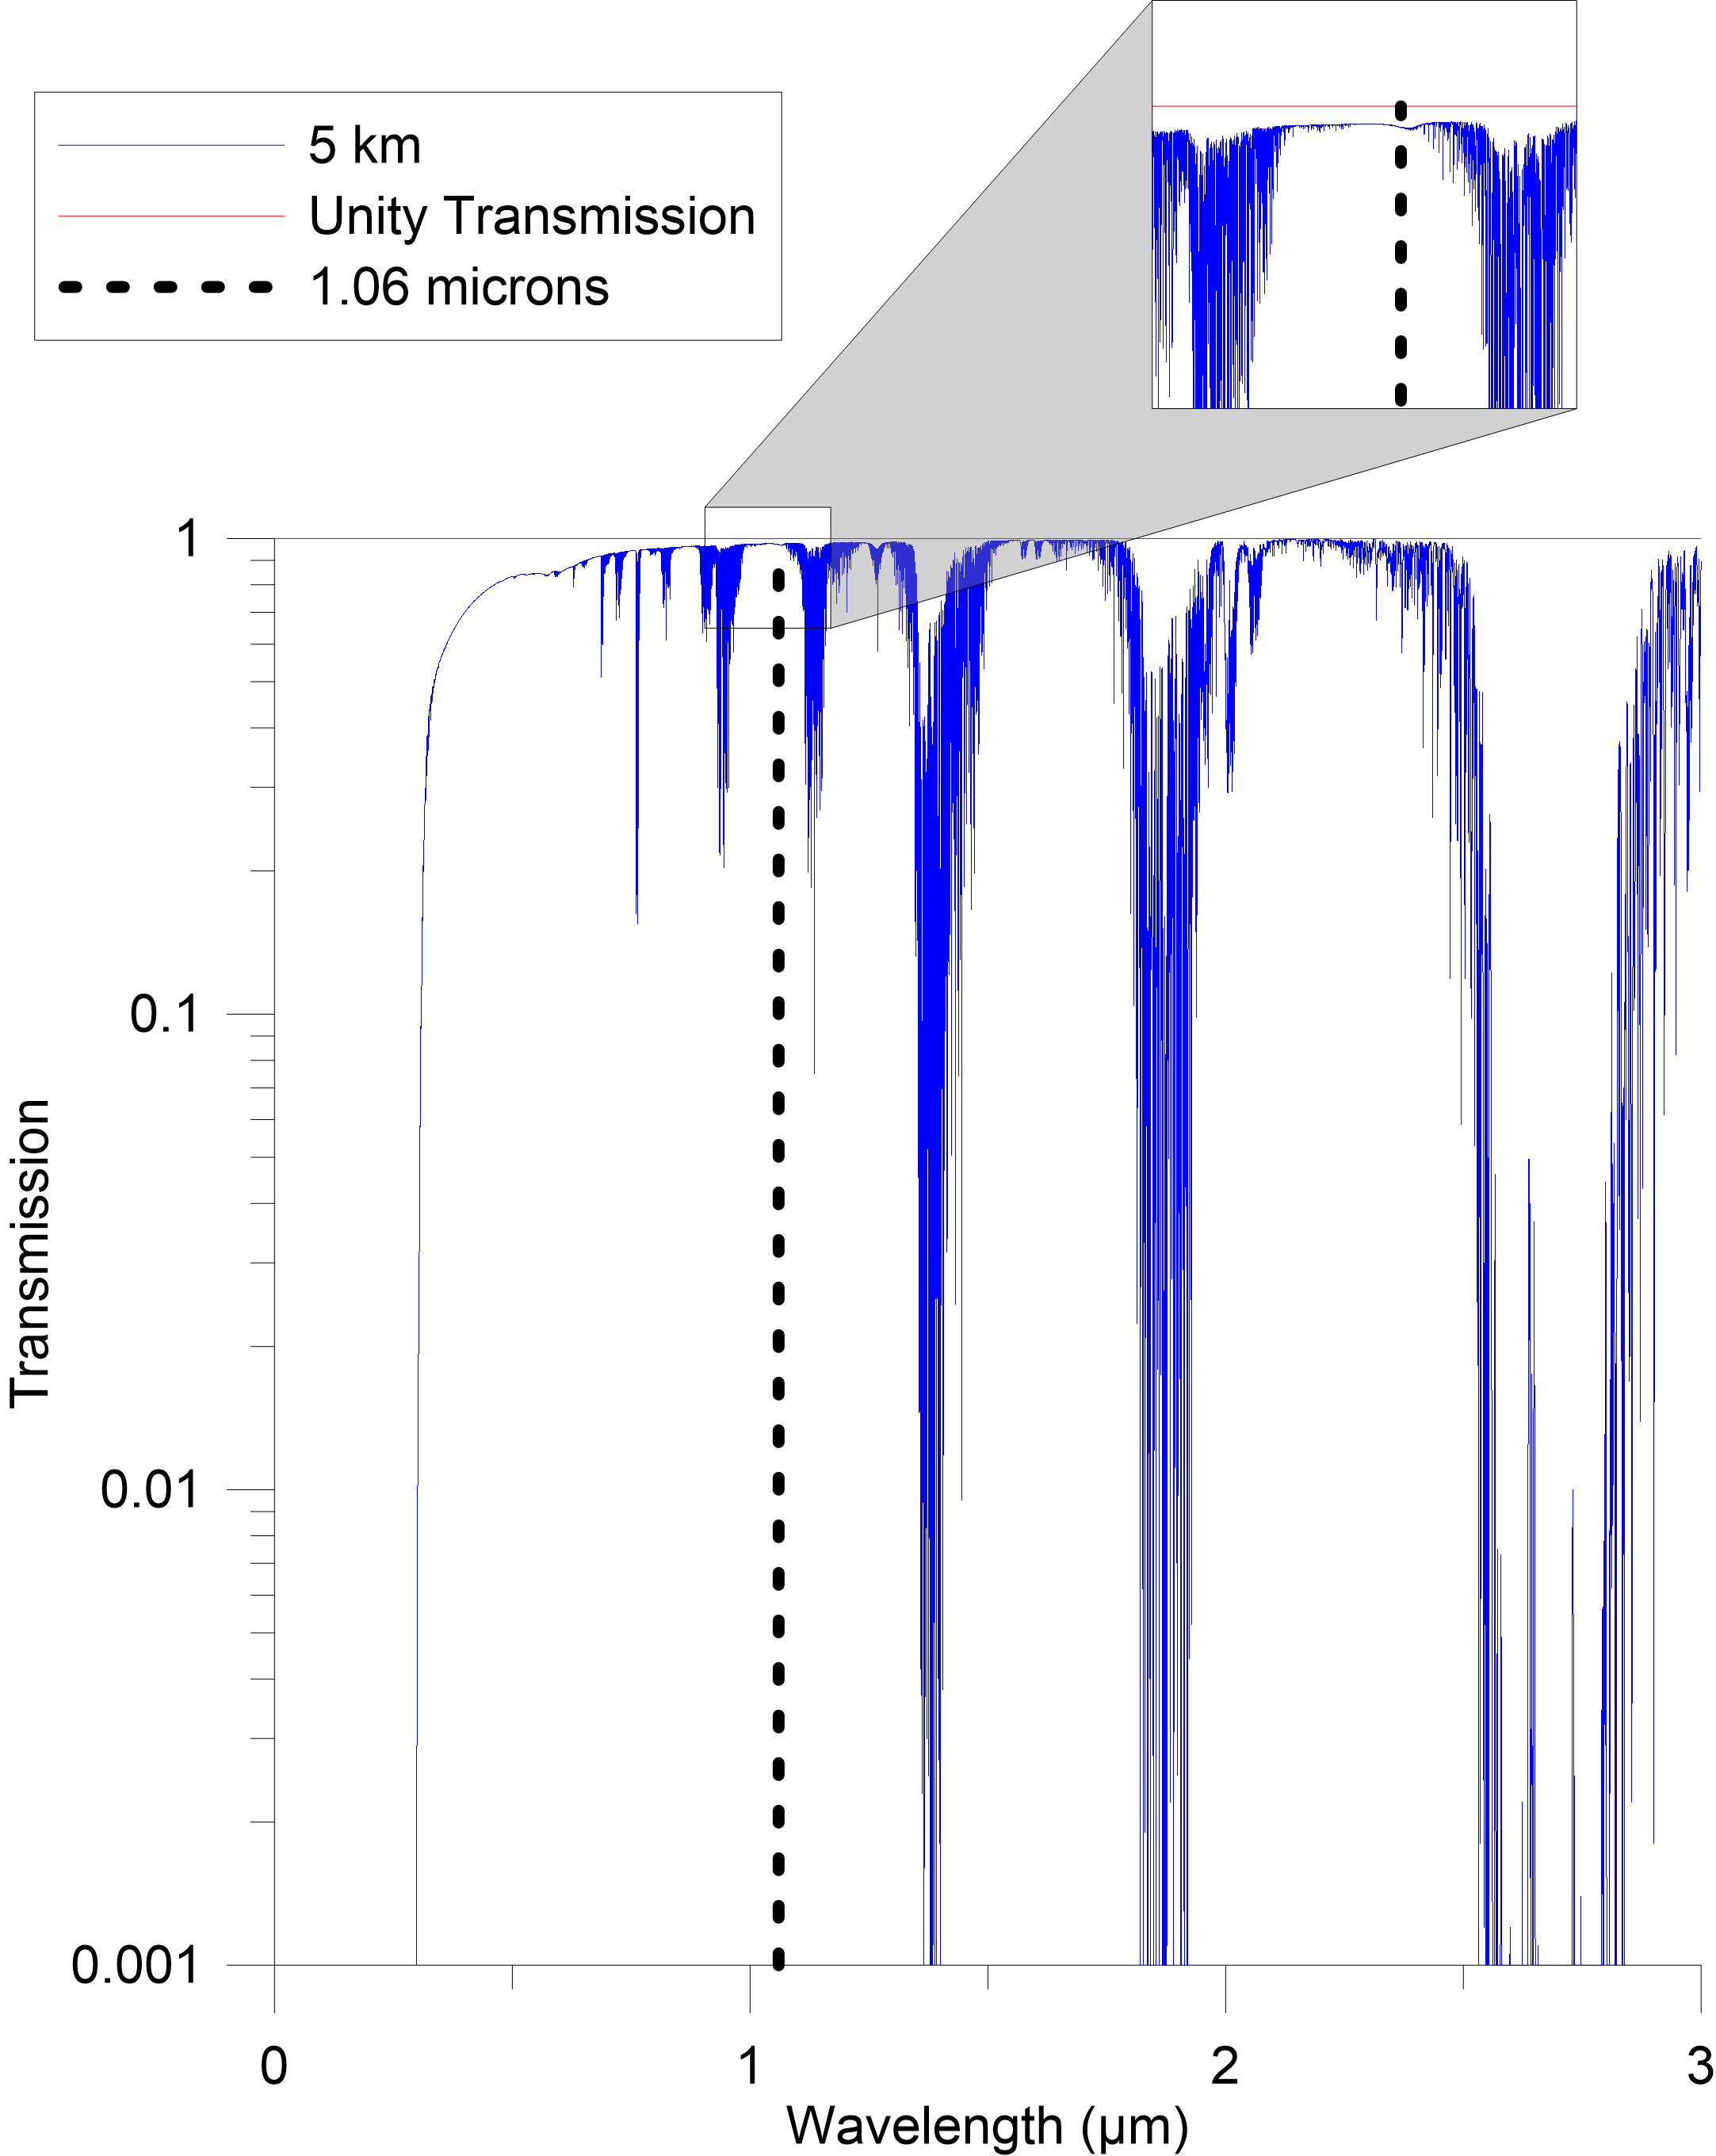 5 km
Unity Transmission
1.06 microns
1
0.1
0.01
0.001
Transmission
0 1 2 3
Wavelength (µm)